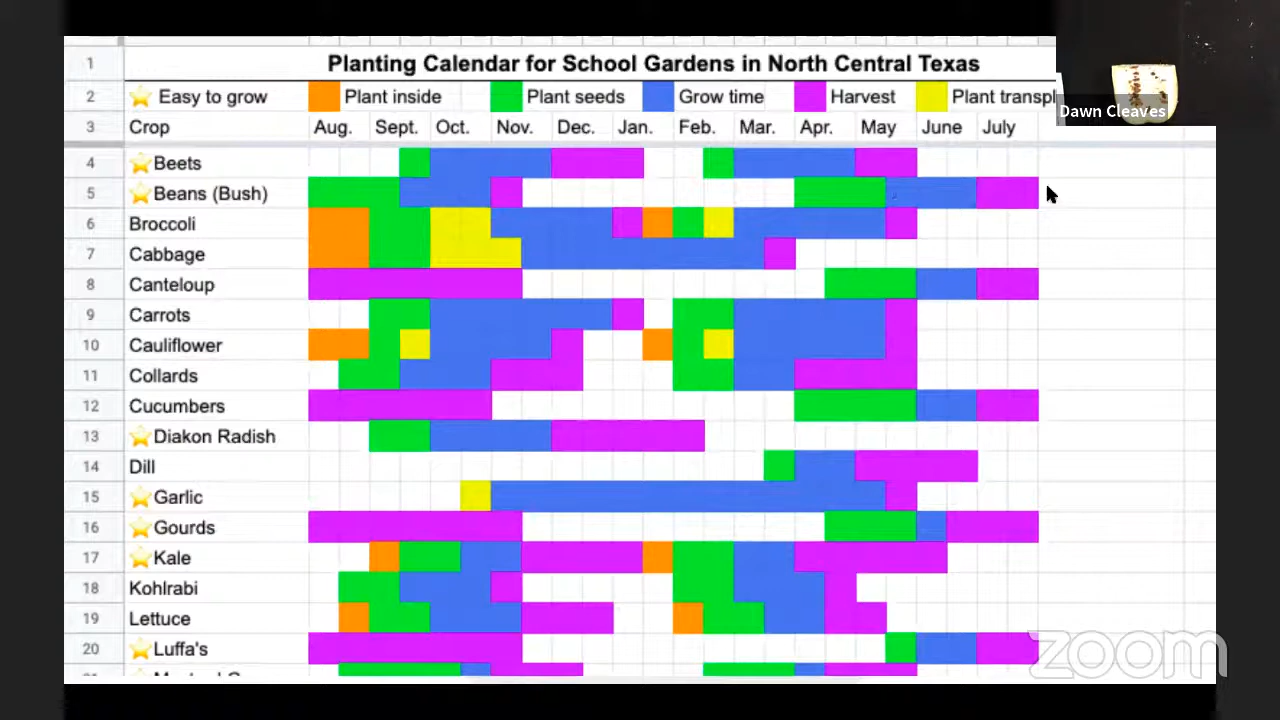 1 Planting Calendar for School Gardens in North Central Texas
2 Easy to grow Plant inside Plant seeds Grow time Harvest Plant transpl
Dawn Cleaves
3 Crop Aug. Sept. Oct. Nov. Dec. Jan. Feb. Mar. Apr. May June July
4 Beets
5 Beans (Bush)
6 Broccoli
7 Cabbage
8 Canteloup
9 Carrots
10 Cauliflower
11 Collards
12 Cucumbers
13 Diakon Radish
14 Dill
15 Garlic
16 Gourds
17 Kale
18 Kohlrabi
19 Lettuce
20 Luffa's
zoom